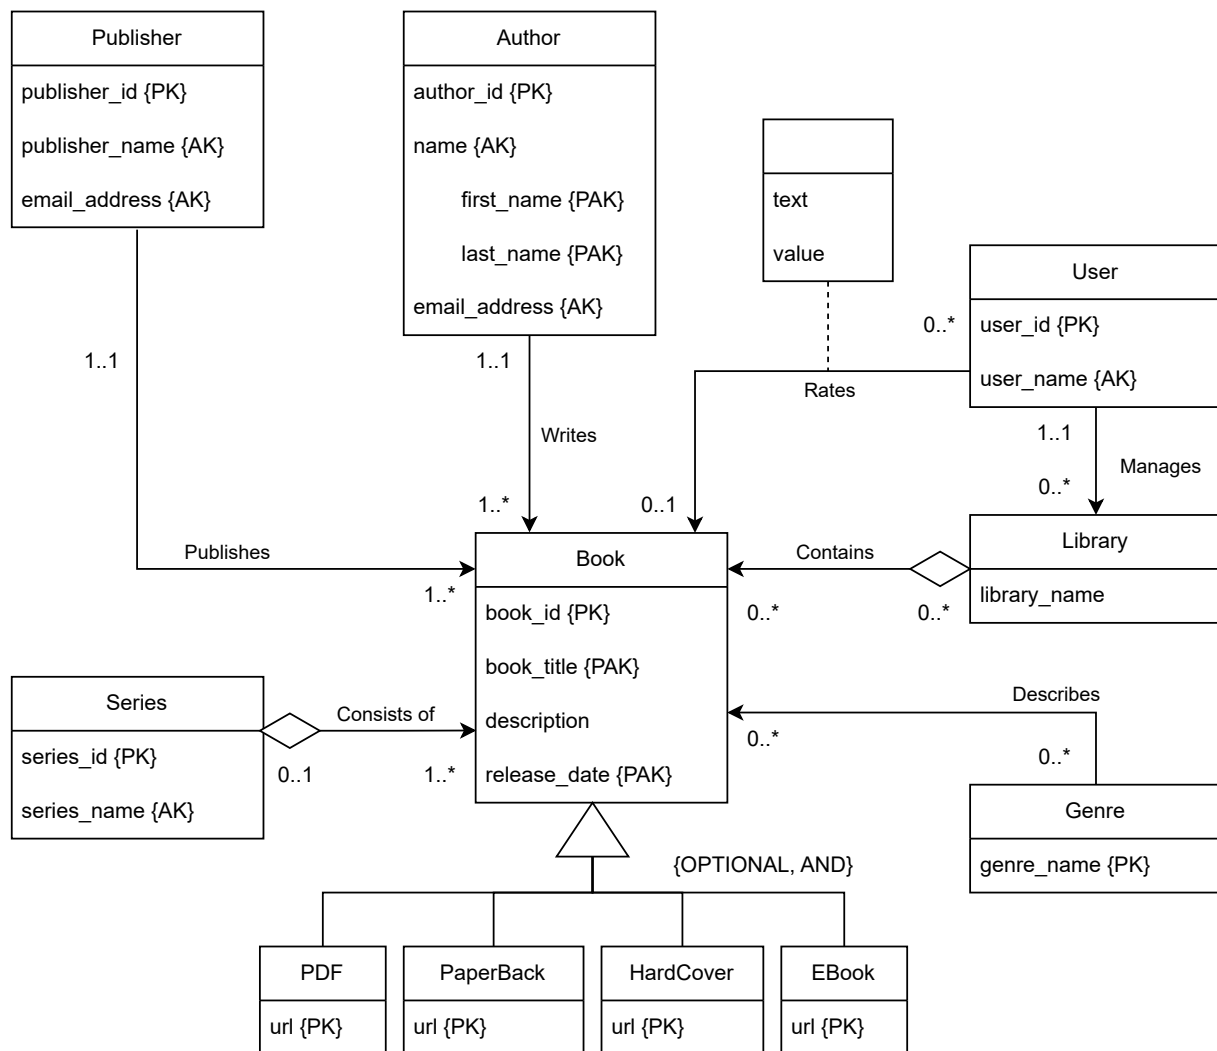 Publisher
publisher_id {PK}
publisher_name {AK}
email_address {AK}
Author
author_id {PK}
name {AK}
first_name {PAK}
last_name {PAK}
email_address {AK}
text
value
User
user_id {PK}
user_name {AK}
1..1
1..1
0..*
Rates
1..1
Writes
Manages
1..*
0..1
0..*
Publishes
1..*
Book
book_id {PK}
book_title {PAK}
description
release_date {PAK}
Contains
0..*
0..*
Library
library_name
Series
series_id {PK}
series_name {AK}
Consists of
0..1
1..*
Describes
0..*
0..*
Genre
genre_name {PK}
{OPTIONAL, AND}
PDF
url {PK}
PaperBack
url {PK}
HardCover
url {PK}
EBook
url {PK}